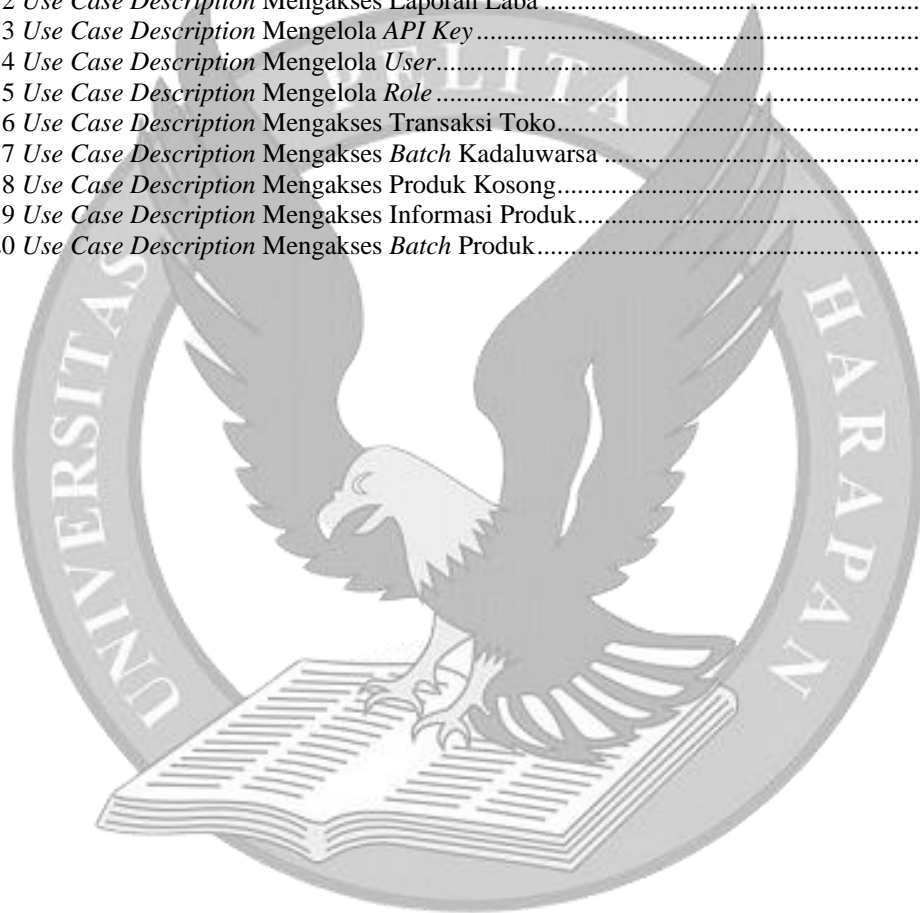 2 Use Case Description Mengakses Laporan Laba
3 Use Case Description Mengelola API Key
4 Use Case Description Mengelola User
5 Use Case Description Mengelola Role
6 Use Case Description Mengakses Transaksi Toko
7 Use Case Description Mengakses Batch Kadaluwarsa
8 Use Case Description Mengakses Produk Kosong
9 Use Case Description Mengakses Informasi Produk
0 Use Case Description Mengakses Batch Produk
UNIVERSITAS PELITA HARAPAN